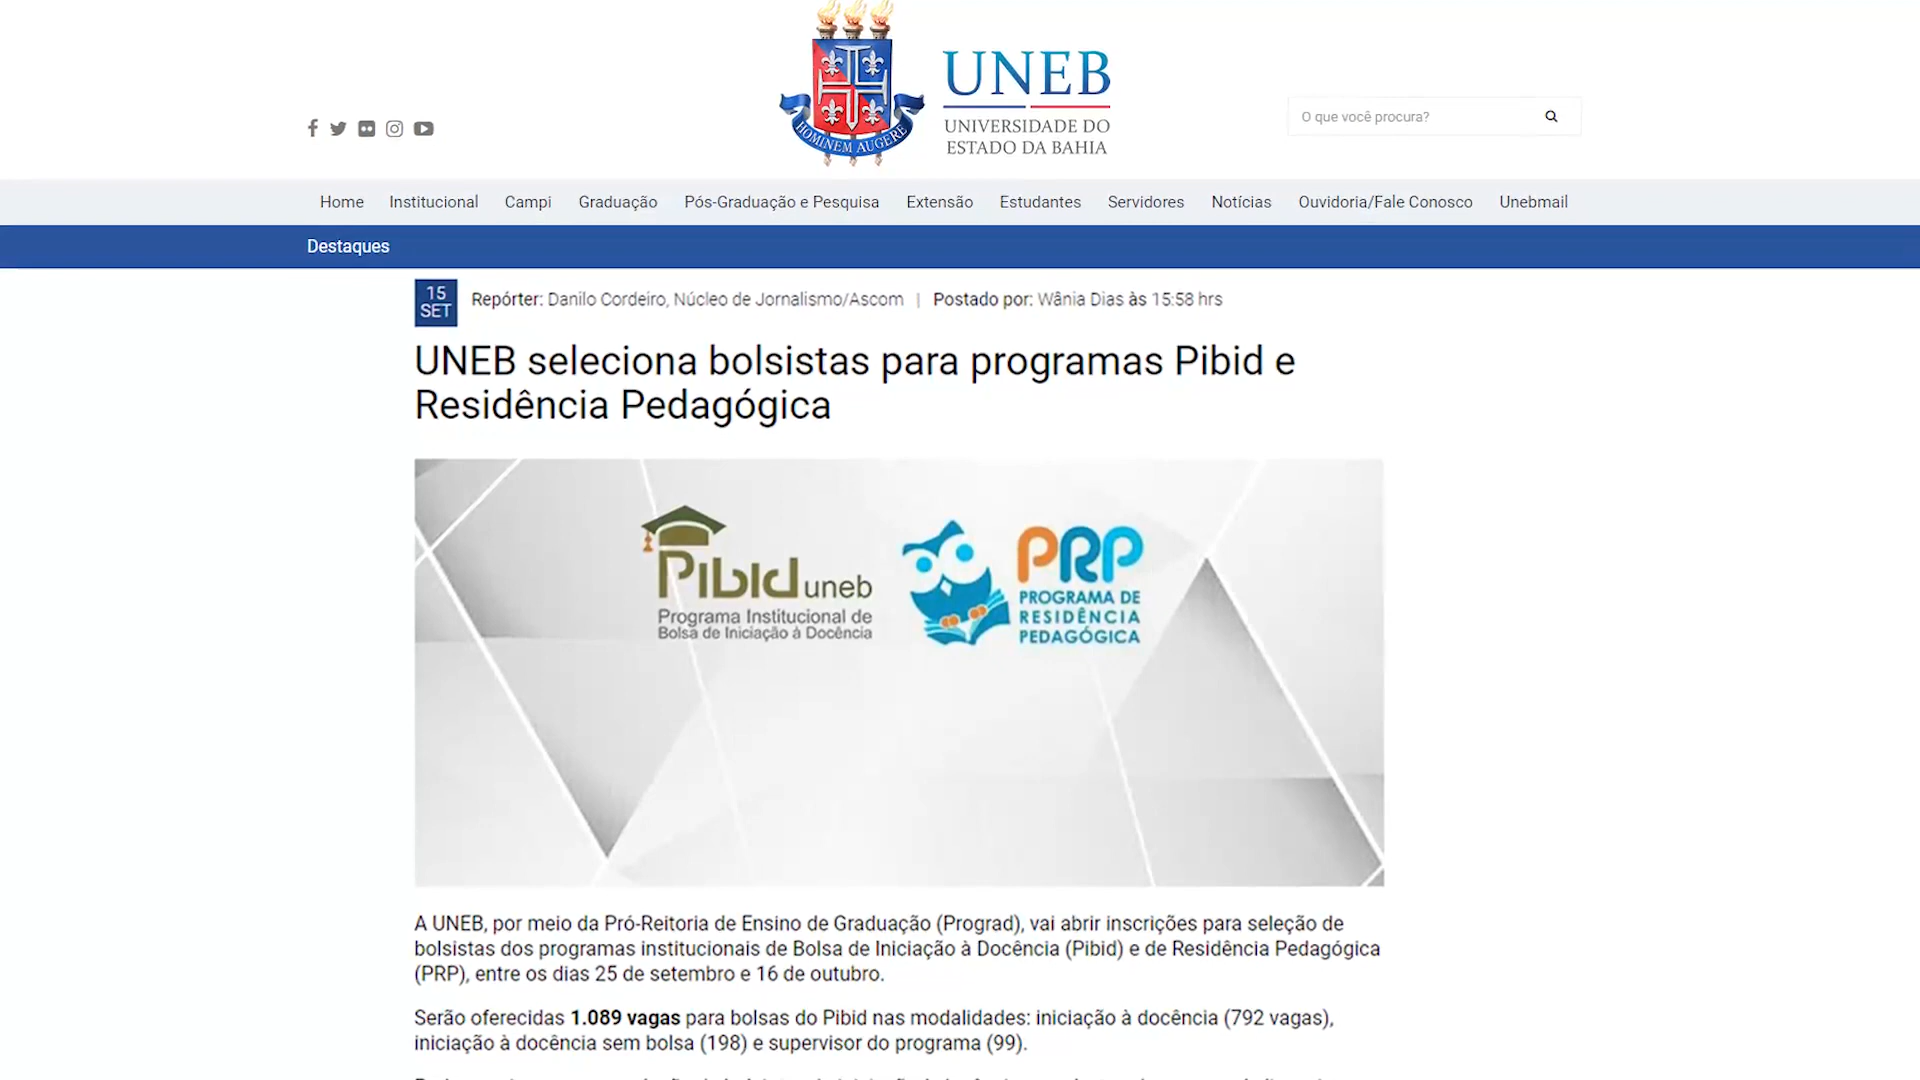 HOMINEM AUGERE
UNEB
UNIVERSIDADE DO
ESTADO DA BAHIA
O que você procura?
Home Institucional Campi Graduação Pós-Graduação e Pesquisa Extensão Estudantes Servidores Notícias Ouvidoria/Fale Conosco Unebmail
Destaques
15
SET
Repórter: Danilo Cordeiro, Núcleo de Jornalismo/Ascom | Postado por: Wânia Dias às 15:58 hrs
UNEB seleciona bolsistas para programas Pibid e
Residência Pedagógica
Pibid uneb
Programa Institucional de
Bolsa de Iniciação à Docência
PRP
PROGRAMA DE
RESIDÊNCIA
PEDAGÓGICA
A UNEB, por meio da Pró-Reitoria de Ensino de Graduação (Prograd), vai abrir inscrições para seleção de
bolsistas dos programas institucionais de Bolsa de Iniciação à Docência (Pibid) e de Residência Pedagógica
(PRP), entre os dias 25 de setembro e 16 de outubro.
Serão oferecidas 1.089 vagas para bolsas do Pibid nas modalidades: iniciação à docência (792 vagas),
iniciação à docência sem bolsa (198) e supervisor do programa (99).